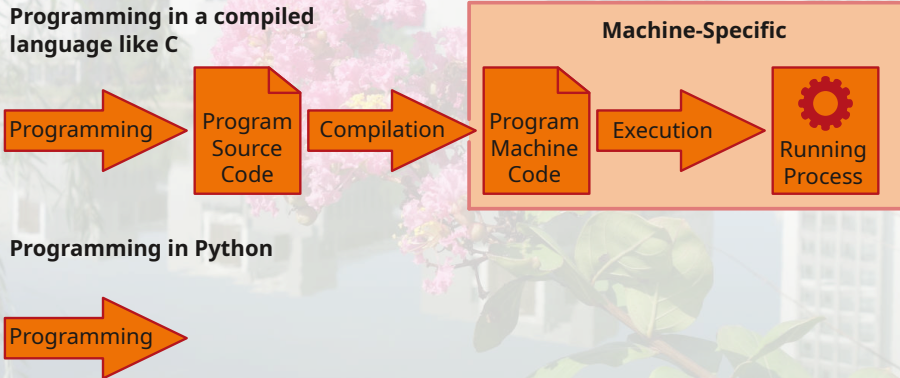 Programming in a compiled
language like C
Machine-Specific
Programming
Program
Source
Code
Compilation
Program
Machine
Code
Execution
Running
Process
Programming in Python
Programming